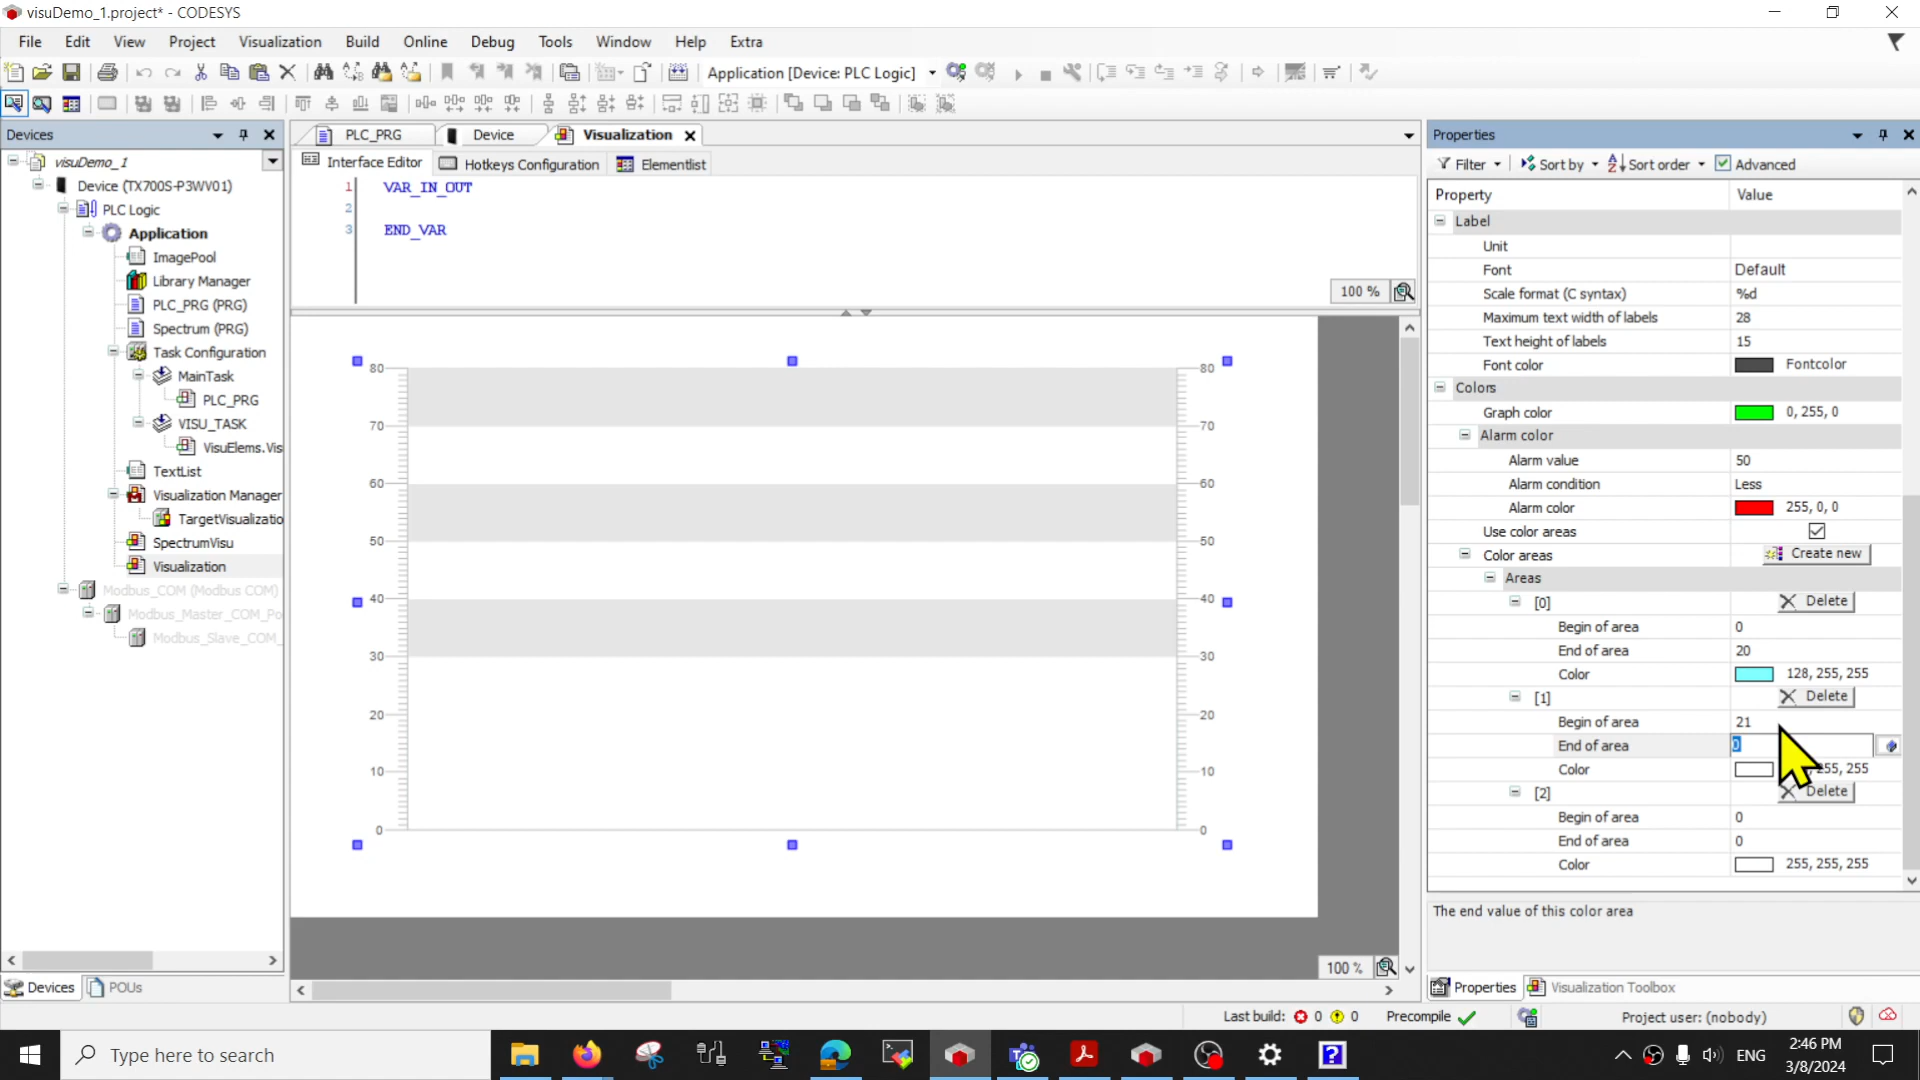 visuDemo_1.project* - CODESYS
File Edit View Project Visualization Build Online Debug Tools Window Help Extra
Application [Device: PLC Logic]
Devices
visuDemo_1
Device (TX700S-P3WV01)
PLC Logic
Application
ImagePool
Library Manager
PLC_PRG (PRG)
Spectrum (PRG)
Task Configuration
MainTask
PLC_PRG
VISU_TASK
VisuElems.Vis
TextList
Visualization Manager
TargetVisualizatio
SpectrumVisu
Visualization
Modbus_COM (Modbus COM)
Modbus_Master_COM_Po
Modbus_Slave_COM_
Devices POUs
PLC_PRG Device Visualization
Interface Editor Hotkeys Configuration Elementlist
1 VAR_IN_OUT
2
3 END_VAR
100 %
80 80
70 70
60 60
50 50
40 40
30 30
20 20
10 10
0 0
100 %
Properties
Filter Sort by Sort order Advanced
Property Value
Label
Unit
Font Default
Scale format (C syntax) %d
Maximum text width of labels 28
Text height of labels 15
Font color Fontcolor
Colors
Graph color 0, 255, 0
Alarm color
Alarm value 50
Alarm condition Less
Alarm color 255, 0, 0
Use color areas
Color areas Create new
Areas
[0] Delete
Begin of area 0
End of area 20
Color 128, 255, 255
[1] Delete
Begin of area 21
End of area 0
Color 255, 255
[2] Delete
Begin of area 0
End of area 0
Color 255, 255, 255
The end value of this color area
Properties Visualization Toolbox
Last build: 0 0 Precompile Project user: (nobody)
Type here to search
ENG
2:46 PM
3/8/2024